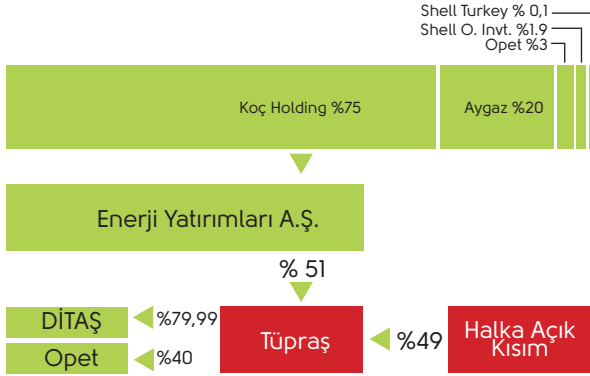 Shell Turkey % 0,1
Shell O. Invt. %1.9
Opet %3
Koç Holding %75
Aygaz %20
Enerji Yatırımları A.Ş.
% 51
DİTAŞ
%79,99
Tüpraş
%49
Halka Açık
Kısım
Opet
%40